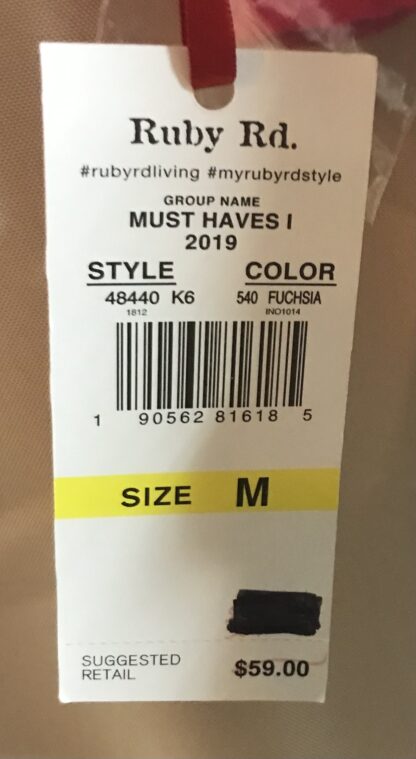 Ruby Rd.
#rubyrdliving #myrubyrdstyle
GROUP NAME
MUST HAVES I
2019
STYLE COLOR
48440 K6 540 FUCHSIA
1812 INO1014
1 90562 81618 5
SIZE M
SUGGESTED
RETAIL $59.00